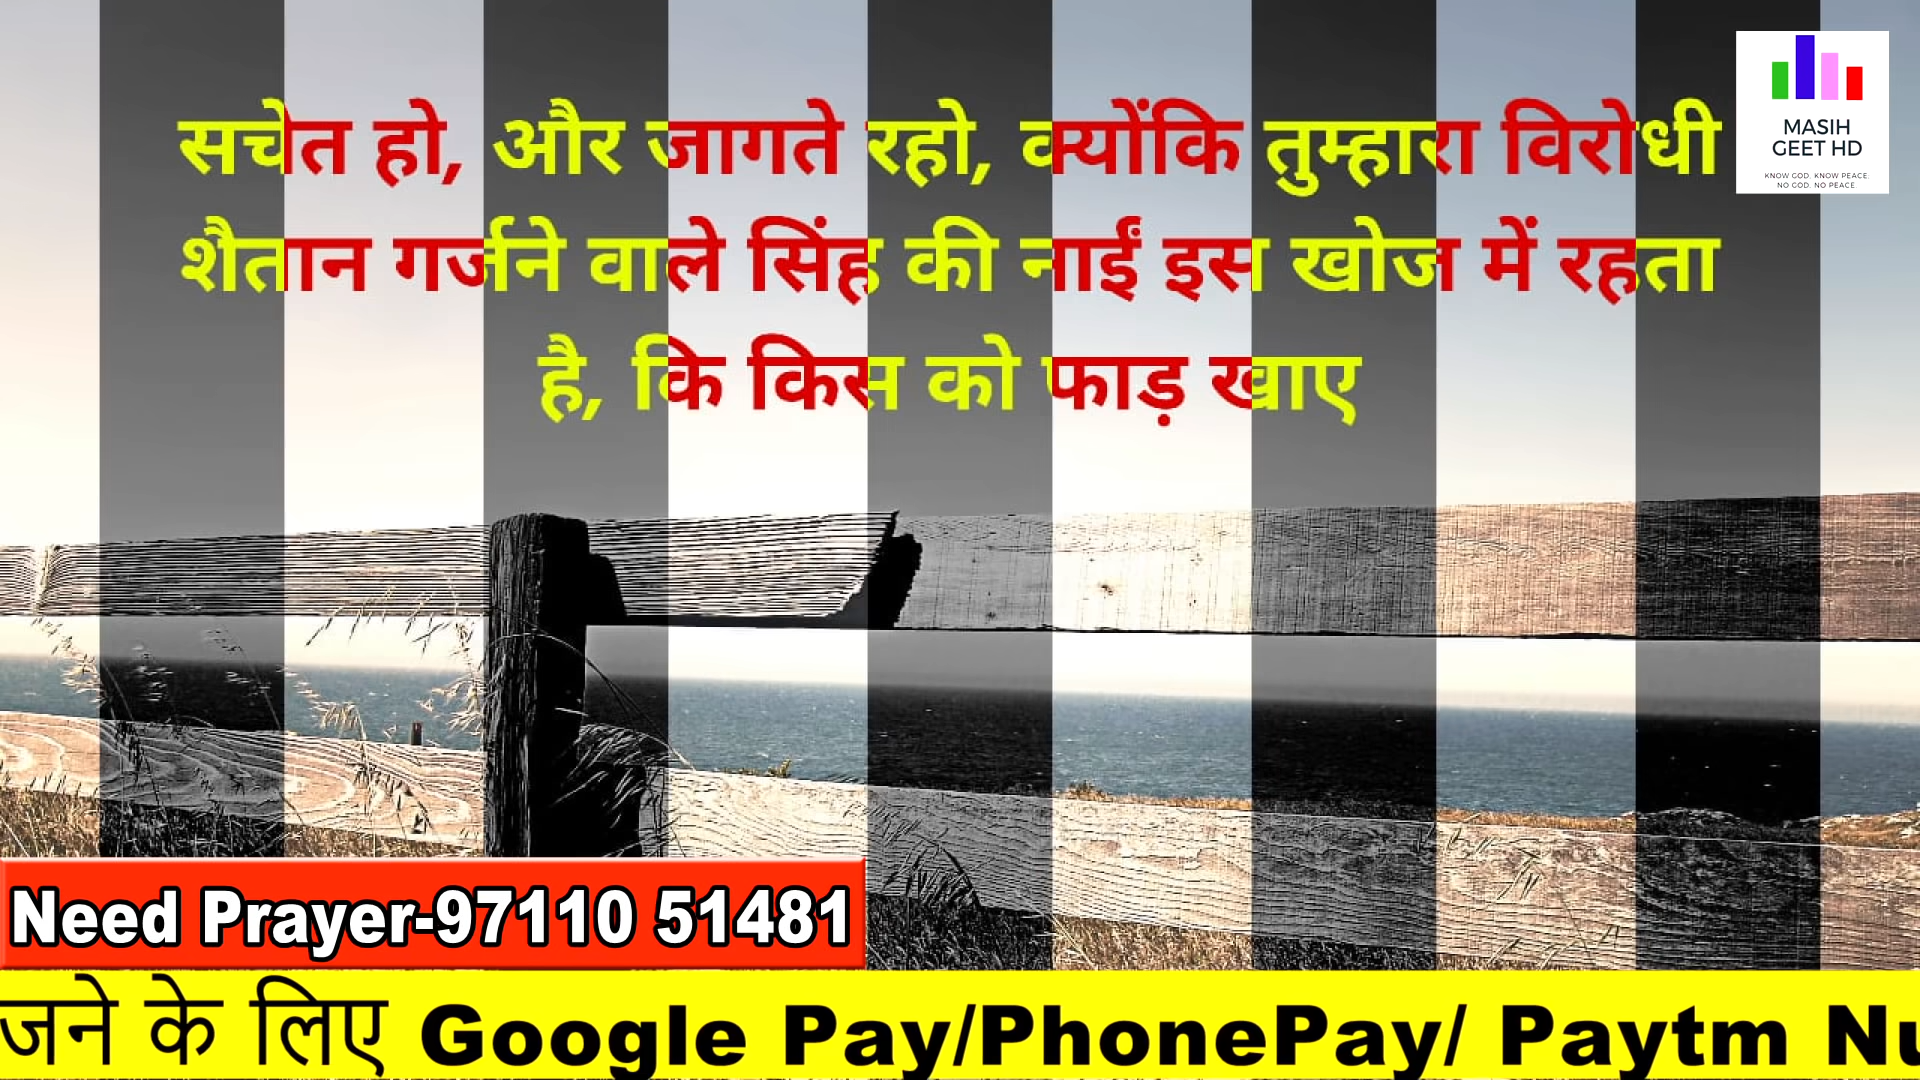 सचेत हो, और जागते रहो, क्योंकि तुम्हारा विरोधी
शैतान गर्जने वाले सिंह की नाईं इस खोज में रहता
है, कि किस को फाड़ खाए
MASIH
GEET HD
KNOW GOD. KNOW PEACE.
NO GOD. NO PEACE.
Need Prayer-97110 51481
जने के लिए Google Pay/PhonePay/ Paytm Nu